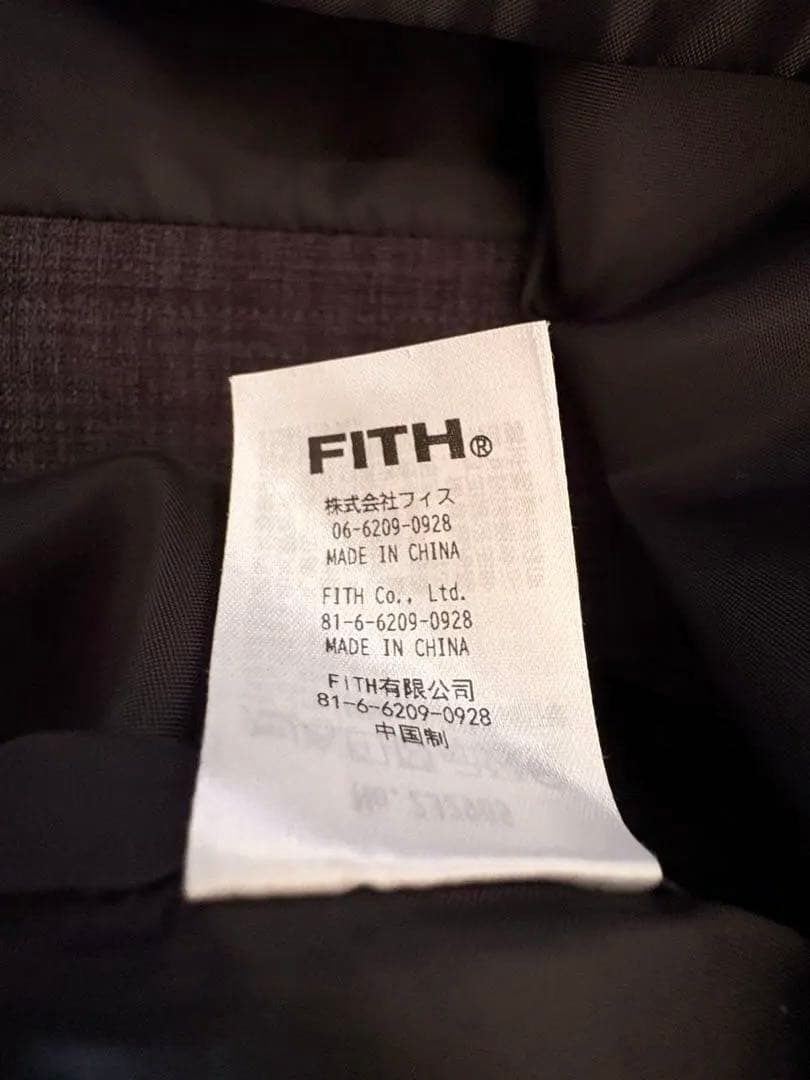 FITH®
株式会社フィス
06-6209-0928
MADE IN CHINA
FITH Co., Ltd.
81-6-6209-0928
MADE IN CHINA
FITH有限公司
81-6-6209-0928
中国制